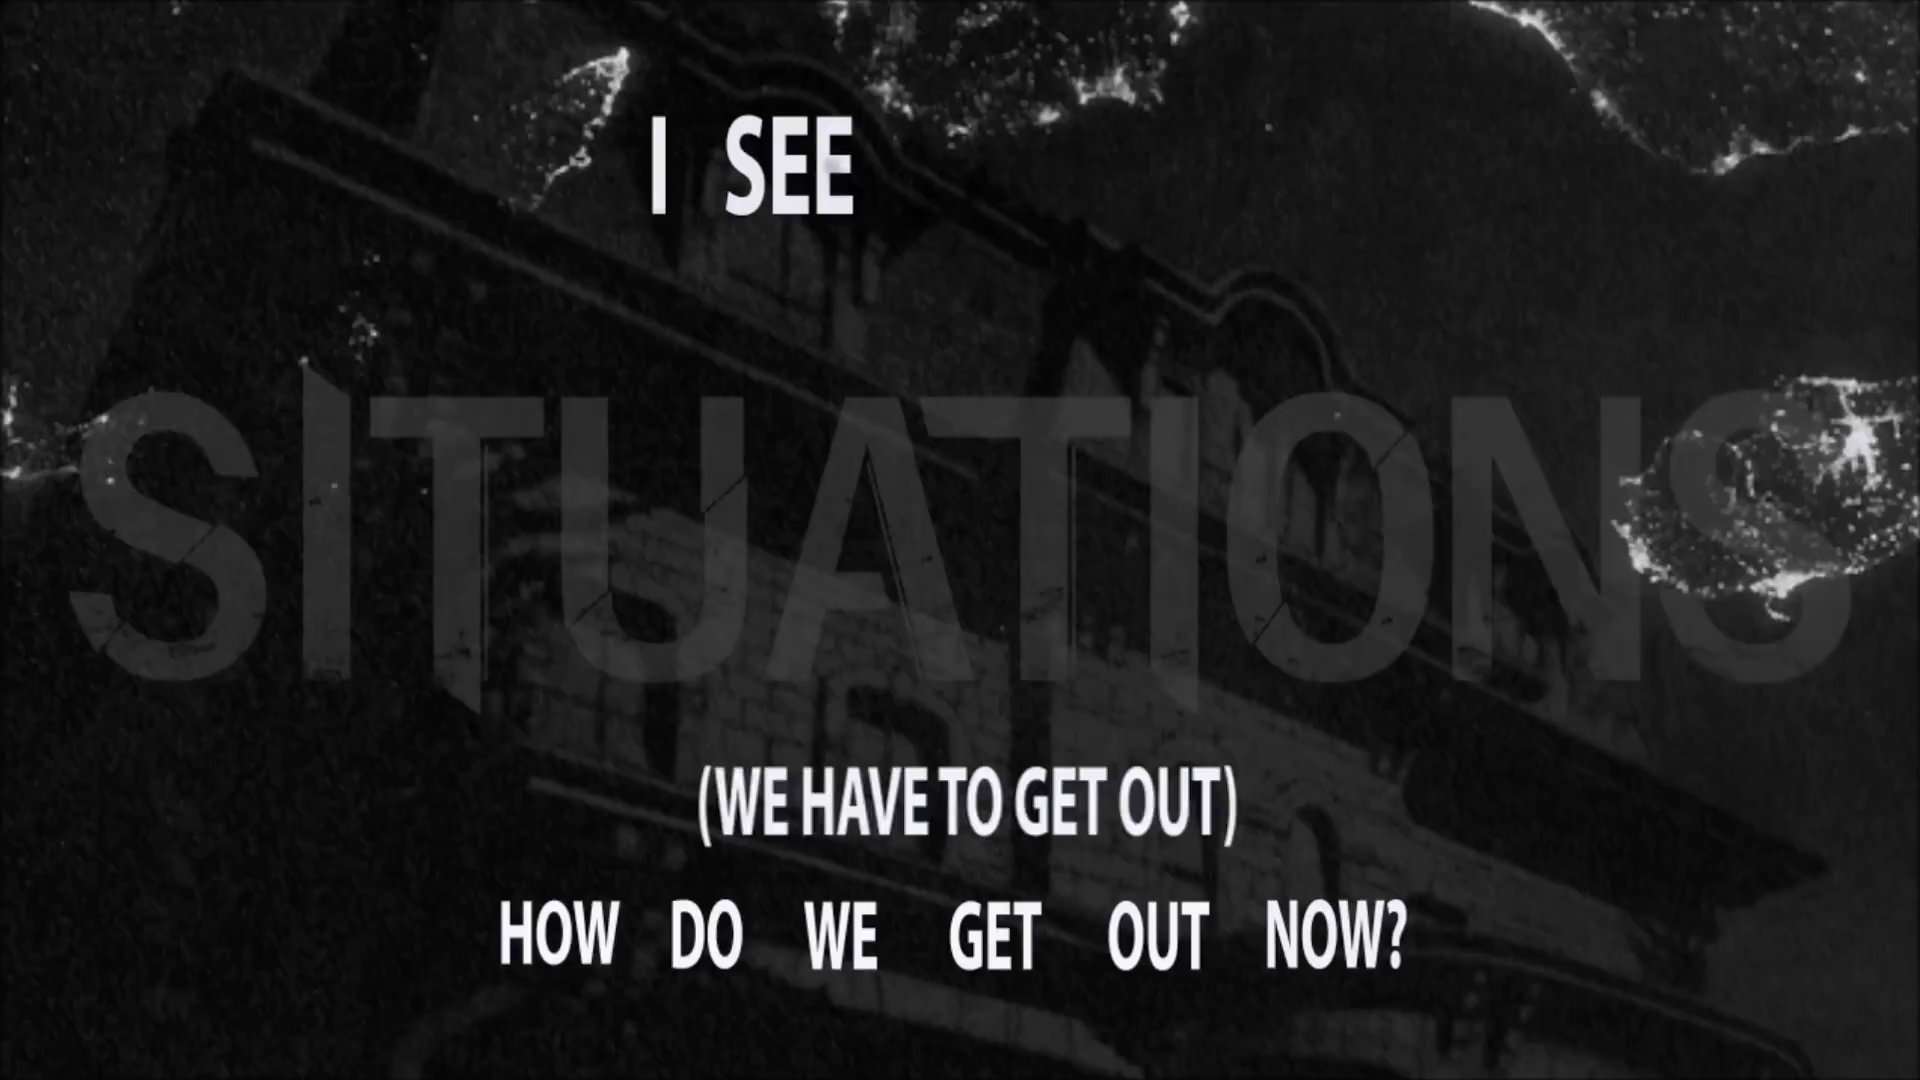 I SEE
SITUATIONS
(WE HAVE TO GET OUT)
HOW DO WE GET OUT NOW?